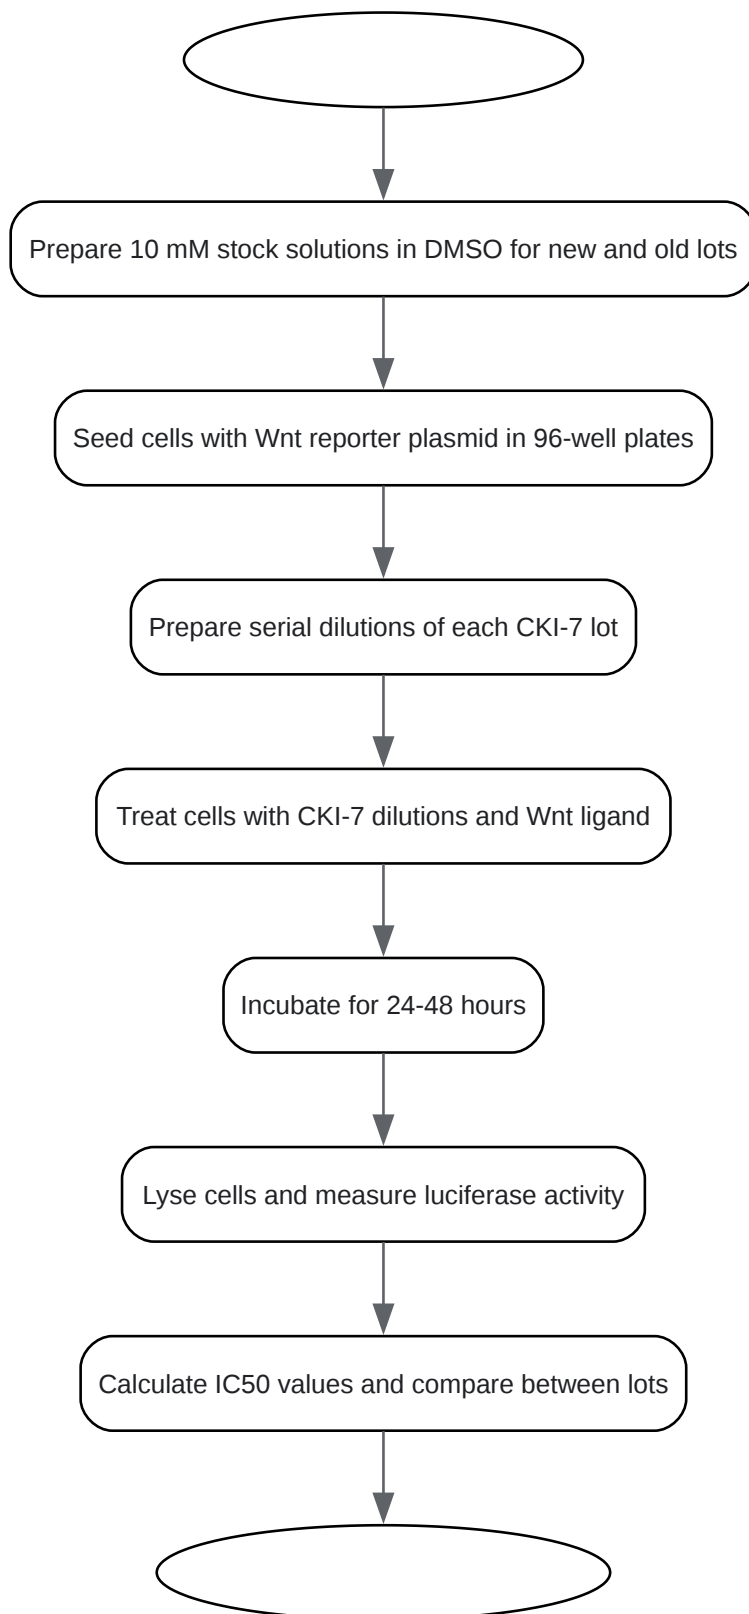 Prepare 10 mM stock solutions in DMSO for new and old lots
Seed cells with Wnt reporter plasmid in 96-well plates
Prepare serial dilutions of each CKI-7 lot
Treat cells with CKI-7 dilutions and Wnt ligand
Incubate for 24-48 hours
Lyse cells and measure luciferase activity
Calculate IC50 values and compare between lots